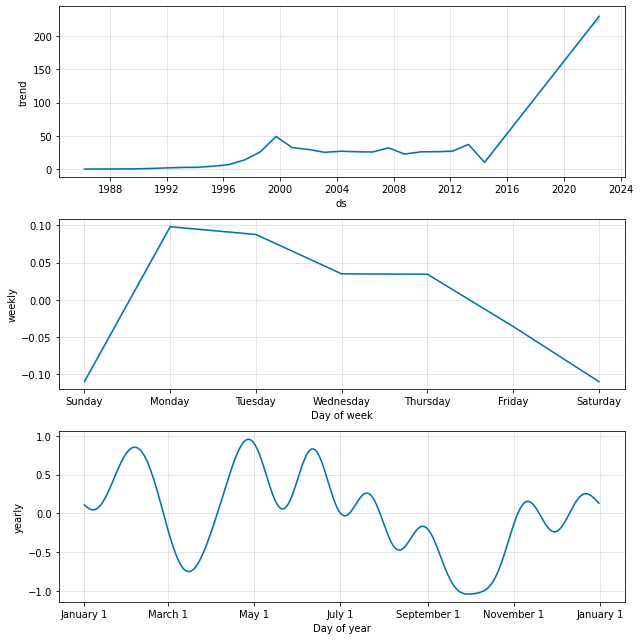 200
150
100
50
0
trend
1988 1992 1996 2000 2004 2008 2012 2016 2020 2024
ds
0.10
0.05
0.00
−0.05
−0.10
weekly
Sunday Monday Tuesday Wednesday Thursday Friday Saturday
Day of week
1.0
0.5
0.0
−0.5
−1.0
yearly
January 1 March 1 May 1 July 1 September 1 November 1 January 1
Day of year